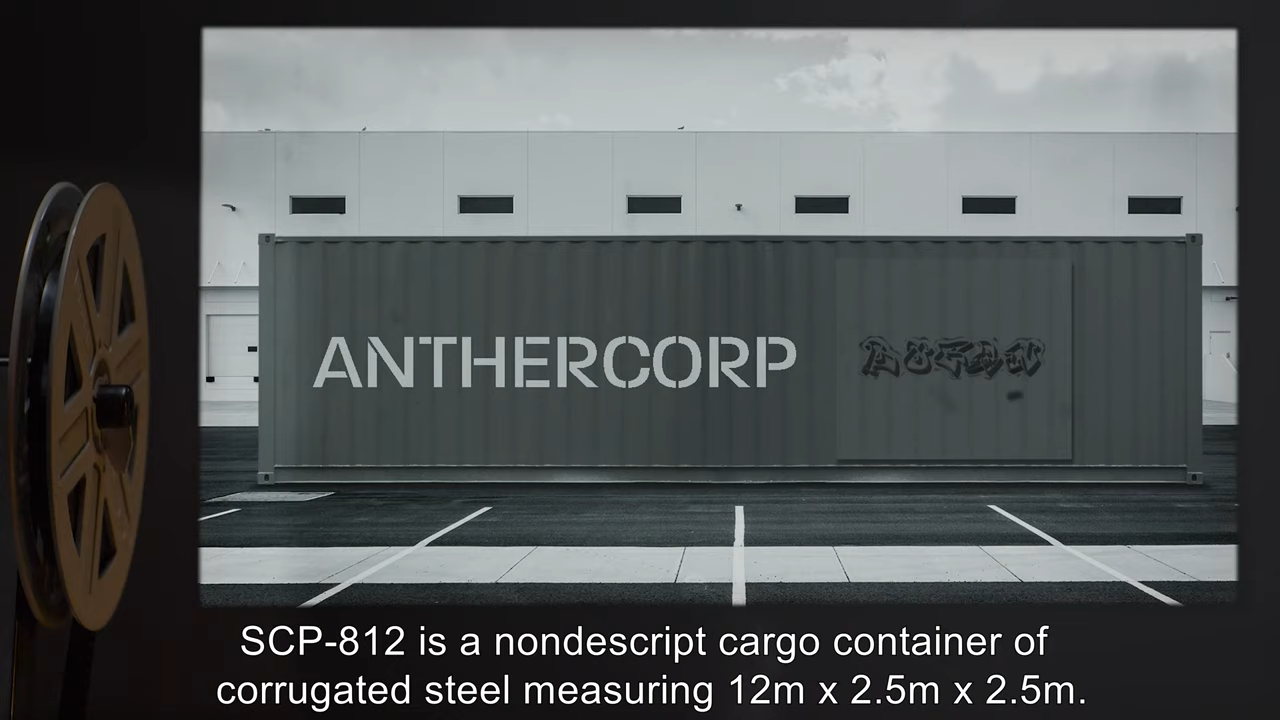 ANTHERCORP
SCP-812 is a nondescript cargo container of
corrugated steel measuring 12m x 2.5m x 2.5m.